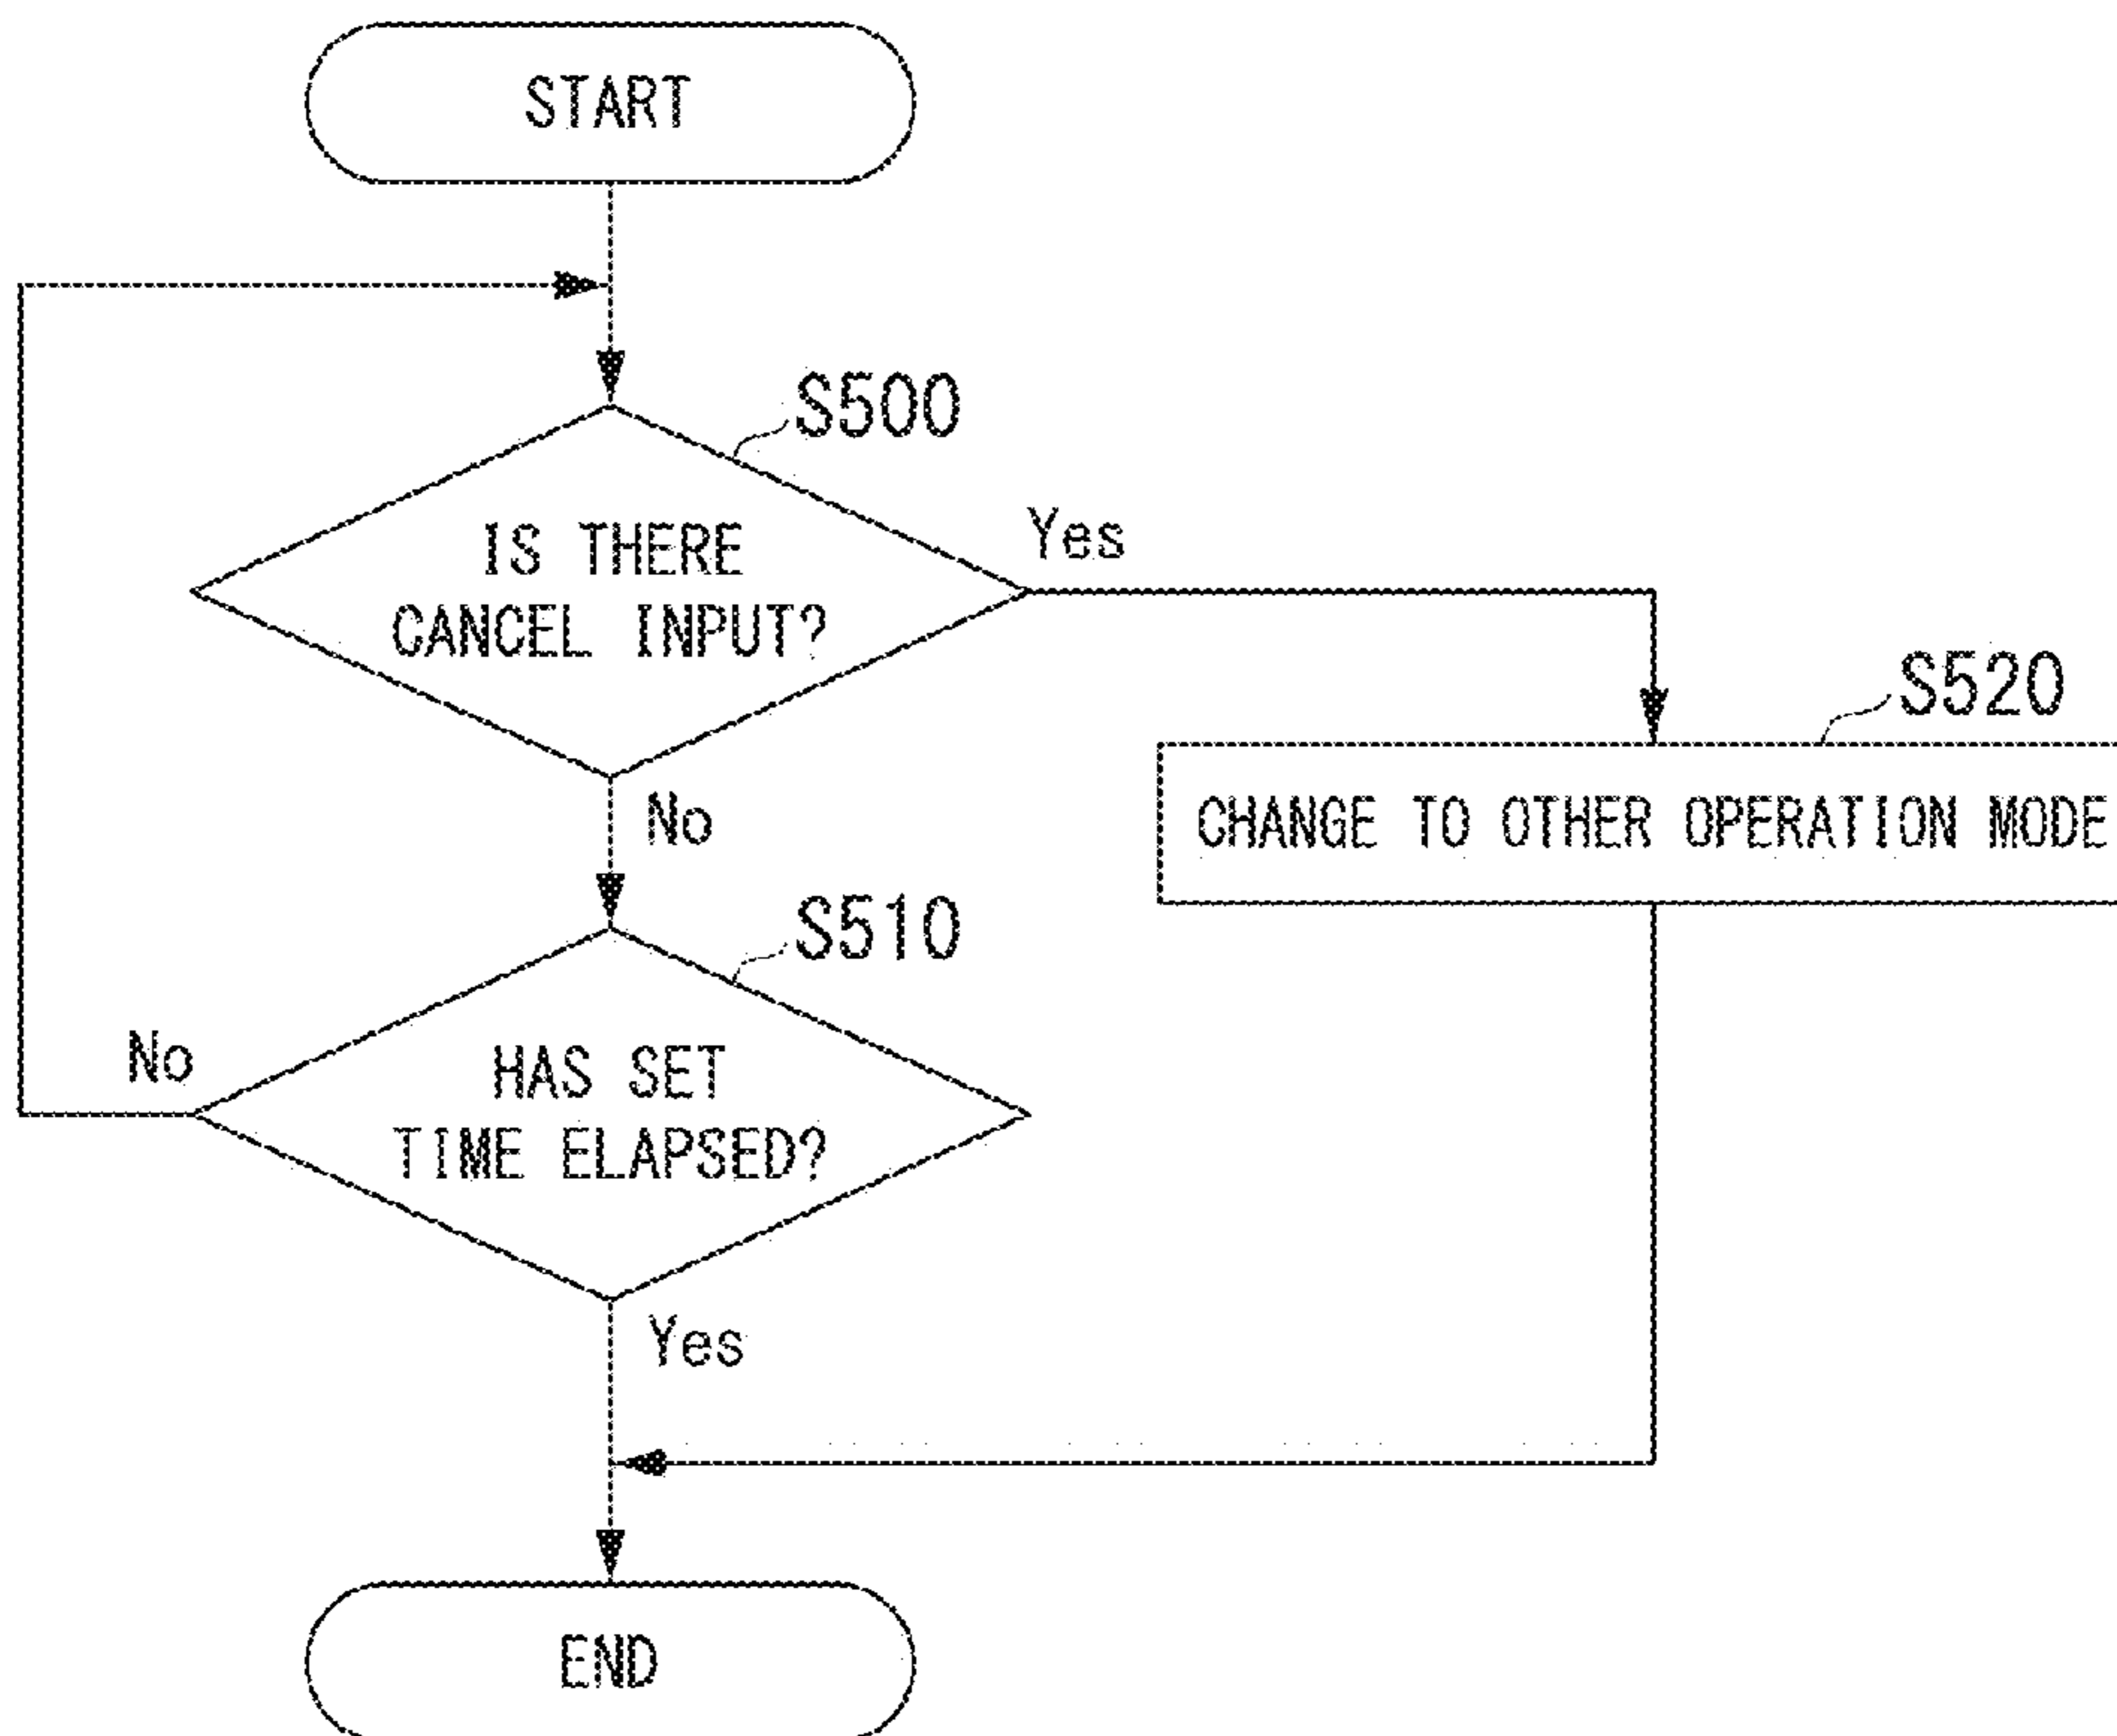 START
S500
IS THERE
CANCEL INPUT?
Yes
No
S520
CHANGE TO OTHER OPERATION MODE
S510
HAS SET
TIME ELAPSED?
No
Yes
END